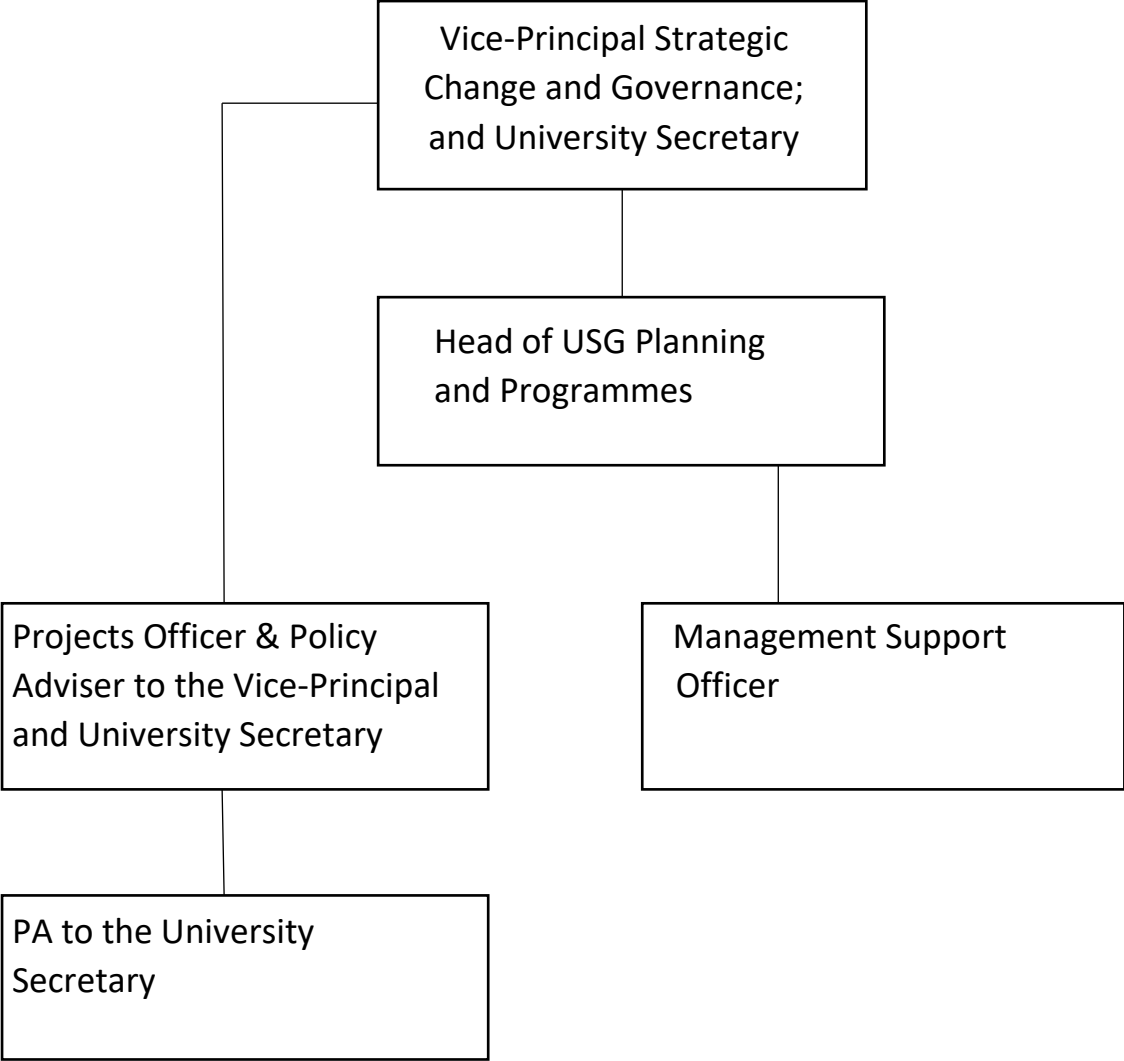 Vice-Principal Strategic
Change and Governance;
and University Secretary
Head of USG Planning
and Programmes
Projects Officer & Policy
Adviser to the Vice-Principal
and University Secretary
Management Support
Officer
PA to the University
Secretary